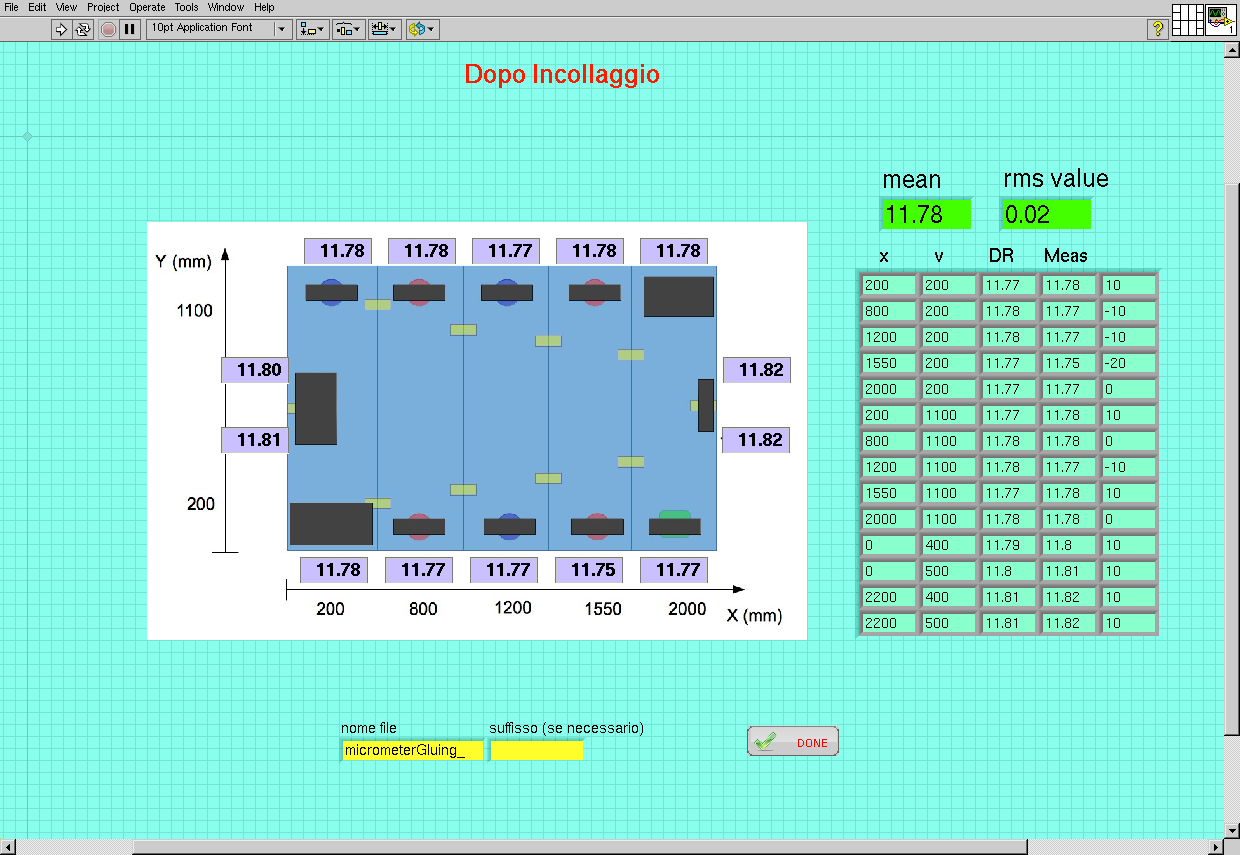 File Edit View Project Operate Tools Window Help
10pt Application Font
?
1
Dopo Incollaggio
mean rms value
11.78 0.02
x v DR Meas
200 200 11.77 11.78 10
800 200 11.78 11.77 -10
1200 200 11.78 11.77 -10
1550 200 11.77 11.75 -20
2000 200 11.77 11.77 0
200 1100 11.77 11.78 10
800 1100 11.78 11.78 0
1200 1100 11.78 11.77 -10
1550 1100 11.77 11.78 10
2000 1100 11.78 11.78 0
0 400 11.79 11.8 10
0 500 11.8 11.81 10
2200 400 11.81 11.82 10
2200 500 11.81 11.82 10
11.78 11.78 11.77 11.78 11.78
Y (mm)
1100
11.80 11.82
11.81 11.82
200
11.78 11.77 11.77 11.75 11.77
200 800 1200 1550 2000 X (mm)
nome file suffisso (se necessario)
micrometerGluing_
DONE